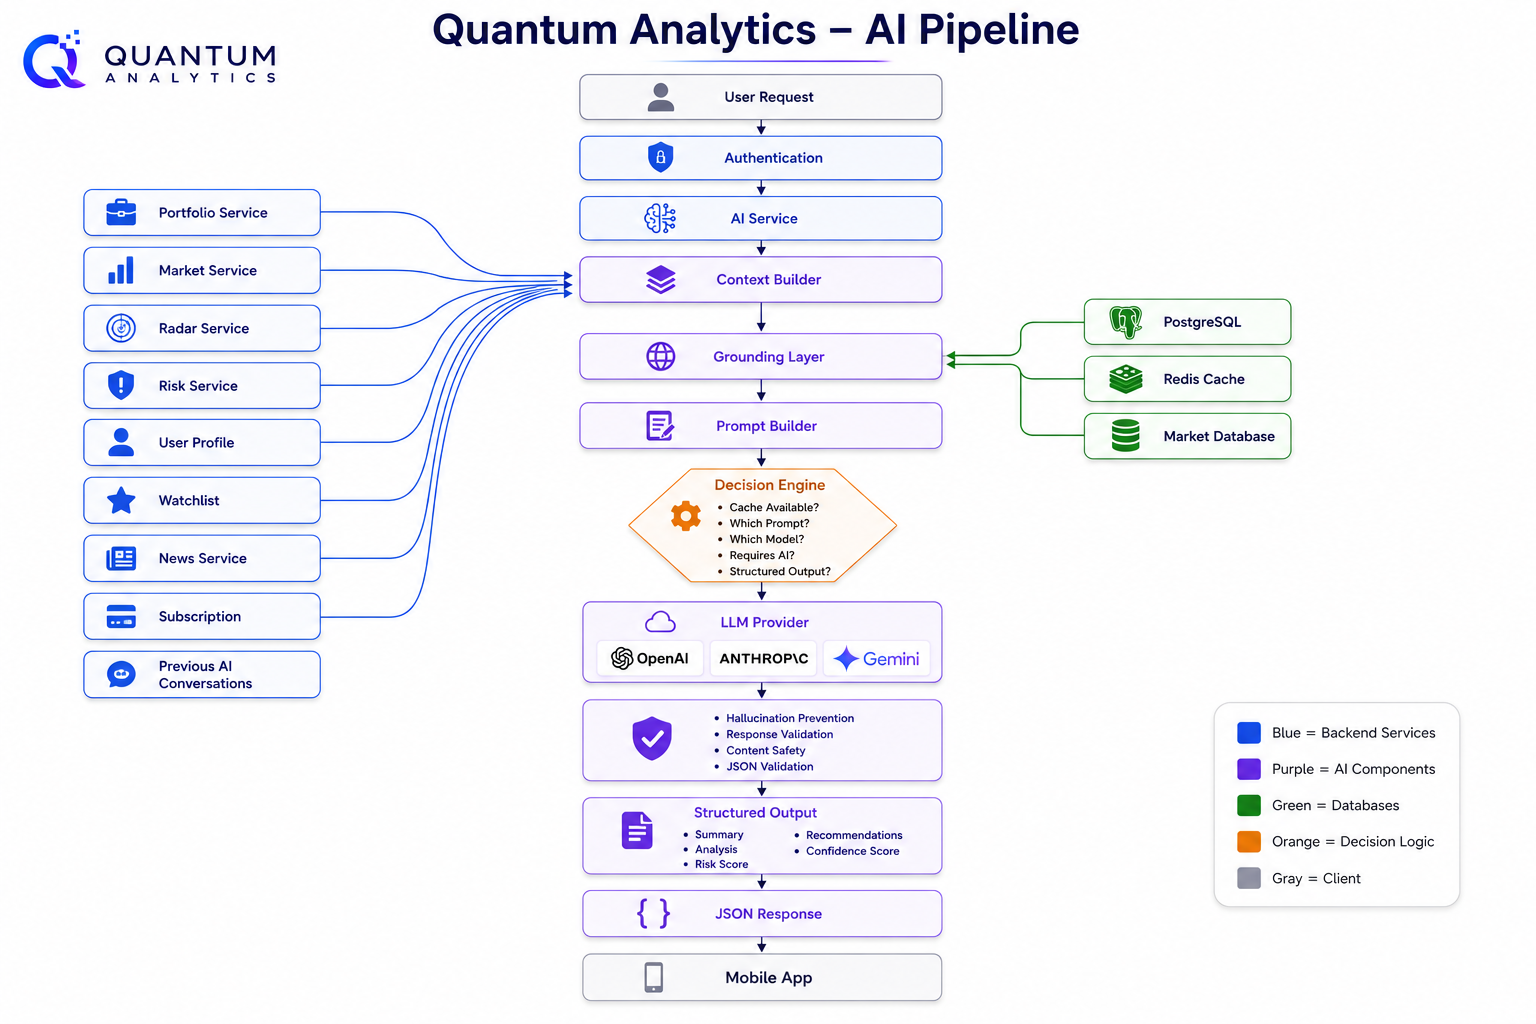 Quantum Analytics – AI Pipeline
QUANTUM
ANALYTICS
User Request
Authentication
AI Service
Context Builder
Grounding Layer
Prompt Builder
Portfolio Service
Market Service
Radar Service
Risk Service
User Profile
Watchlist
News Service
Subscription
Previous AI
Conversations
PostgreSQL
Redis Cache
Market Database
Decision Engine
• Cache Available?
• Which Prompt?
• Which Model?
• Requires AI?
• Structured Output?
LLM Provider
OpenAI
ANTHROP\C
Gemini
• Hallucination Prevention
• Response Validation
• Content Safety
• JSON Validation
Structured Output
• Summary
• Analysis
• Risk Score
• Recommendations
• Confidence Score
{ } JSON Response
Mobile App
Blue = Backend Services
Purple = AI Components
Green = Databases
Orange = Decision Logic
Gray = Client